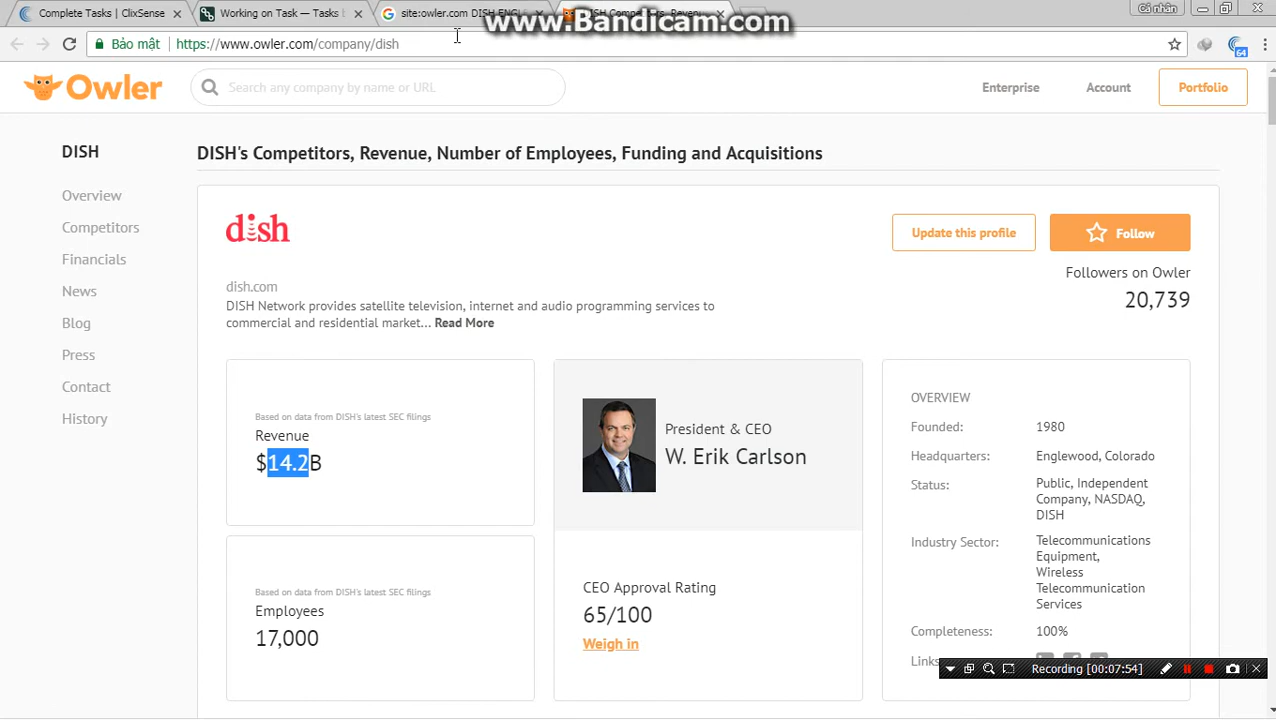 Complete Tasks | ClixSense
Working on Task — Tasks b
site:owler.com DISH ENGL
DISH Competitors, Reven
Cá nhân
www.Bandicam.com
Bảo mật
https://www.owler.com/company/dish
64
Owler
Search any company by name or URL
Enterprise
Account
Portfolio
DISH
Overview
Competitors
Financials
News
Blog
Press
Contact
History
DISH's Competitors, Revenue, Number of Employees, Funding and Acquisitions
dish
Update this profile
Follow
Followers on Owler
20,739
dish.com
DISH Network provides satellite television, internet and audio programming services to
commercial and residential market... Read More
Based on data from DISH's latest SEC filings
Revenue
$14.2B
Based on data from DISH's latest SEC filings
Employees
17,000
President & CEO
W. Erik Carlson
CEO Approval Rating
65/100
Weigh in
OVERVIEW
Founded: 1980
Headquarters: Englewood, Colorado
Status: Public, Independent
Company, NASDAQ,
DISH
Industry Sector: Telecommunications
Equipment,
Wireless
Telecommunication
Services
Completeness: 100%
Links
Recording [00:07:54]